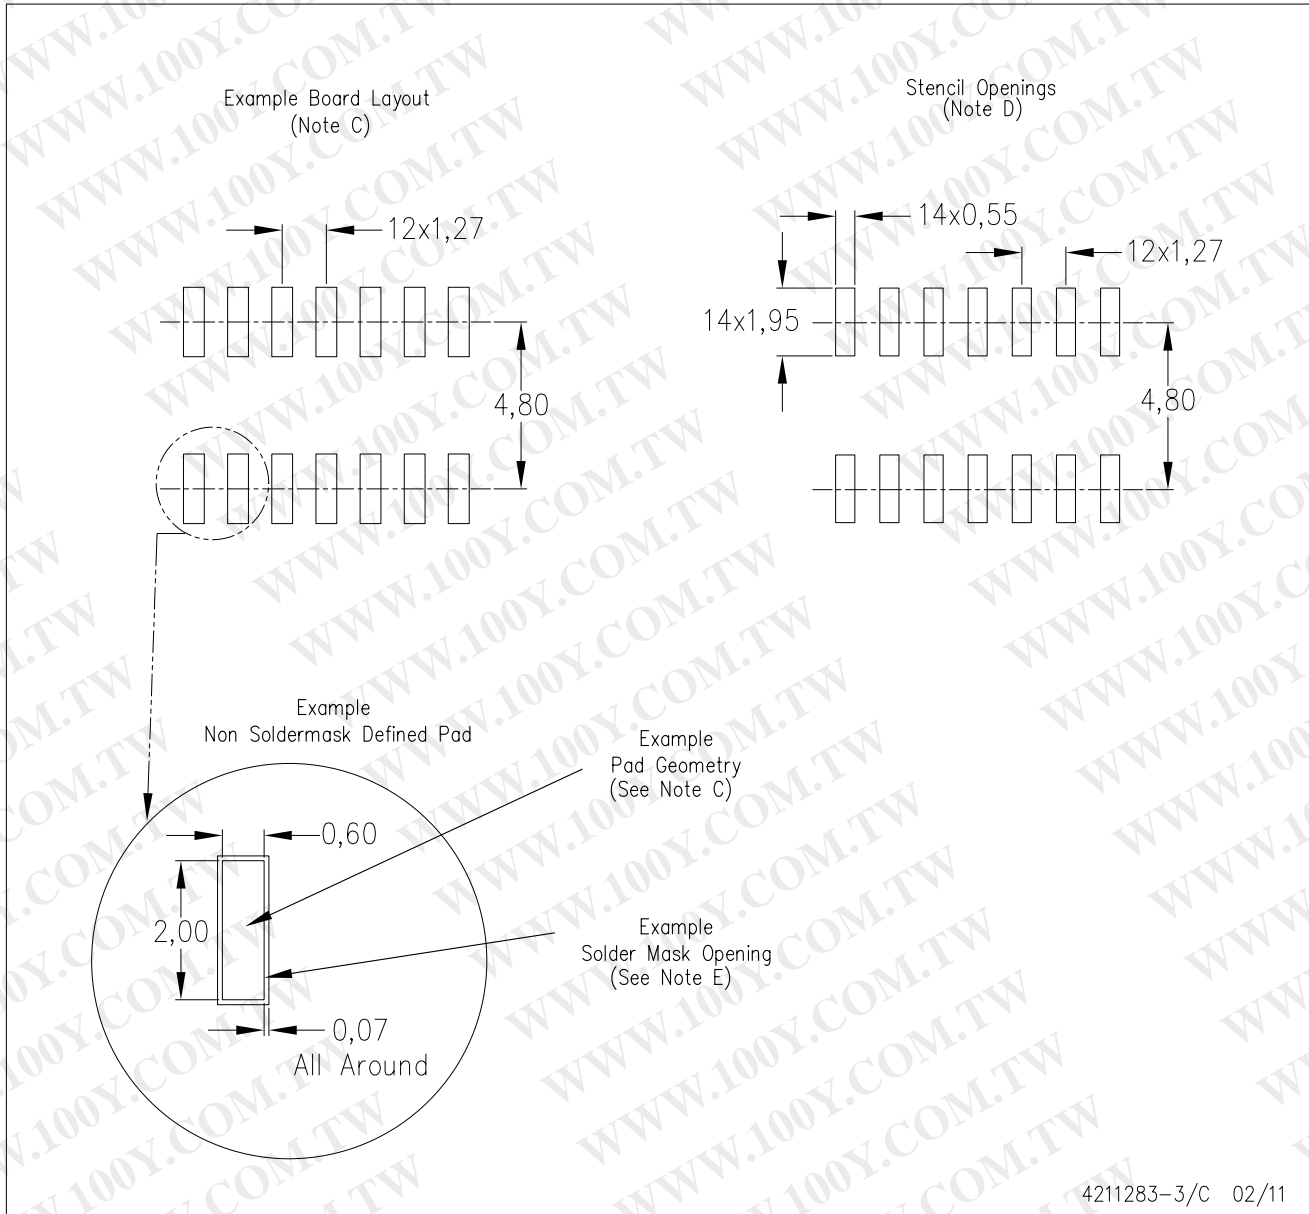 Example Board Layout
(Note C)
12x1,27
4,80
Stencil Openings
(Note D)
14x0,55
12x1,27
14x1,95
4,80
Example
Non Soldermask Defined Pad
0,60
2,00
0,07
All Around
Example
Pad Geometry
(See Note C)
Example
Solder Mask Opening
(See Note E)
4211283-3/C 02/11
WWW.100Y.COM.TW